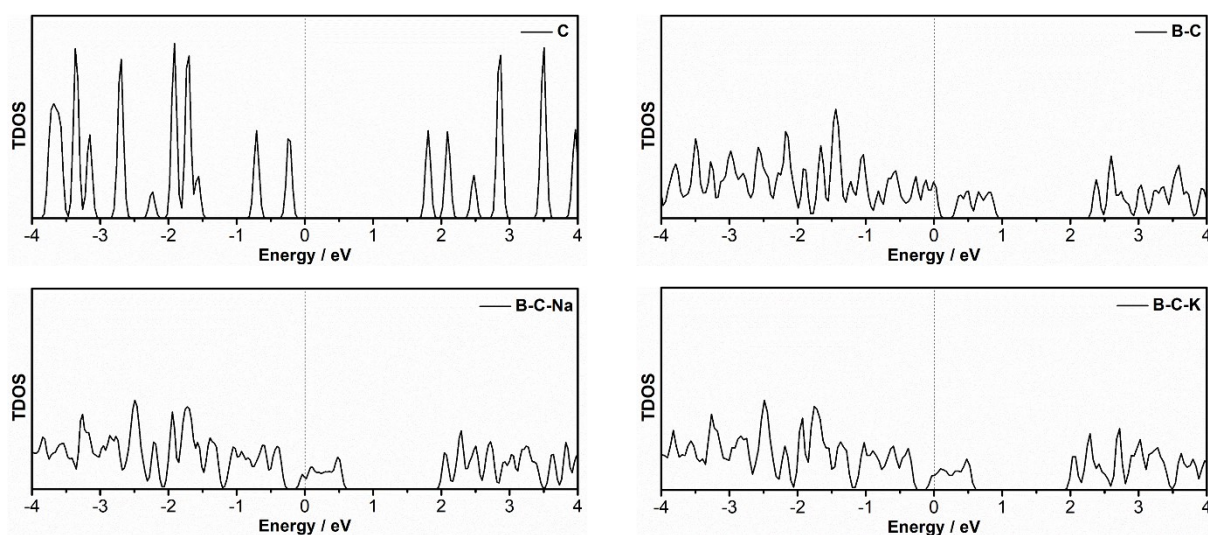 C
TDOS
-4 -3 -2 -1 0 1 2 3 4
Energy / eV
B-C
TDOS
-4 -3 -2 -1 0 1 2 3 4
Energy / eV
B-C-Na
TDOS
-4 -3 -2 -1 0 1 2 3 4
Energy / eV
B-C-K
TDOS
-4 -3 -2 -1 0 1 2 3 4
Energy / eV